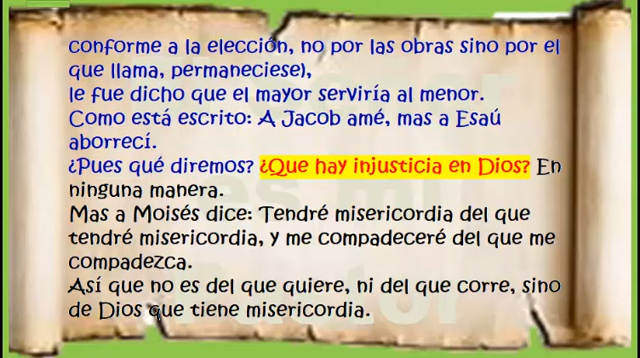 conforme a la elección, no por las obras sino por el
que llama, permaneciese),
le fue dicho que el mayor serviría al menor.
Como está escrito: A Jacob amé, mas a Esaú
aborrecí.
¿Pues qué diremos? ¿Que hay injusticia en Dios? En
ninguna manera.
Mas a Moisés dice: Tendré misericordia del que
tendré misericordia, y me compadeceré del que me
compadezca.
Así que no es del que quiere, ni del que corre, sino
de Dios que tiene misericordia.